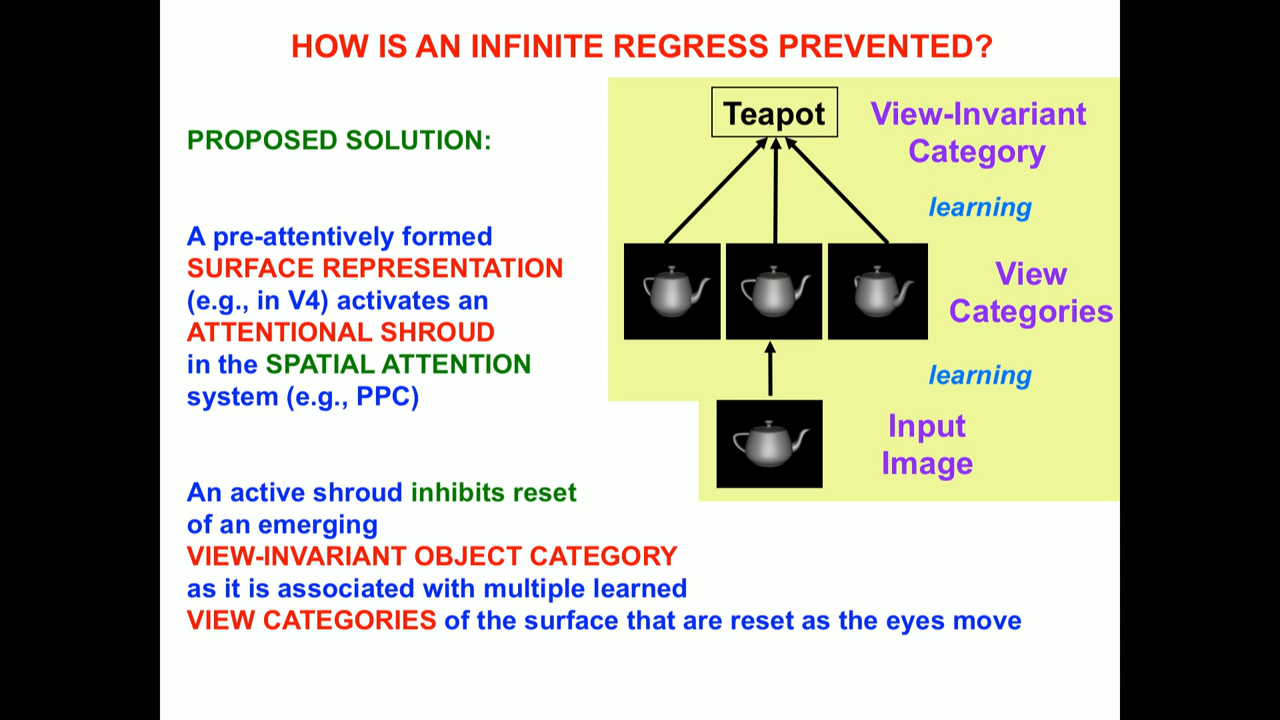 HOW IS AN INFINITE REGRESS PREVENTED?
PROPOSED SOLUTION:
A pre-attentively formed
SURFACE REPRESENTATION
(e.g., in V4) activates an
ATTENTIONAL SHROUD
in the SPATIAL ATTENTION
system (e.g., PPC)
An active shroud inhibits reset
of an emerging
VIEW-INVARIANT OBJECT CATEGORY
as it is associated with multiple learned
VIEW CATEGORIES of the surface that are reset as the eyes move
Teapot
View-Invariant
Category
learning
View
Categories
learning
Input
Image